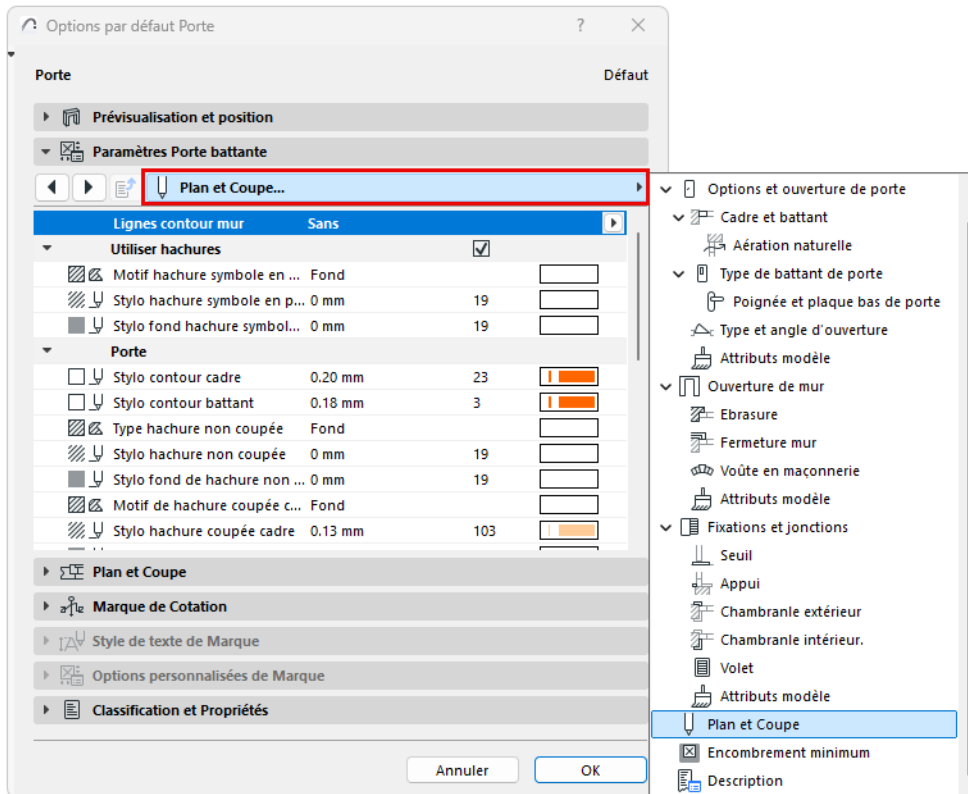 Options par défaut Porte
?
Porte Défaut
Prévisualisation et position
Paramètres Porte battante
Plan et Coupe...
Lignes contour mur Sans
Utiliser hachures
Motif hachure symbole en ... Fond
Stylo hachure symbole en p... 0 mm 19
Stylo fond hachure symbol... 0 mm 19
Porte
Stylo contour cadre 0.20 mm 23
Stylo contour battant 0.18 mm 3
Type hachure non coupée Fond
Stylo hachure non coupée 0 mm 19
Stylo fond de hachure non ... 0 mm 19
Motif de hachure coupée c... Fond
Stylo hachure coupée cadre 0.13 mm 103
Plan et Coupe
Marque de Cotation
Style de texte de Marque
Options personnalisées de Marque
Classification et Propriétés
Annuler OK
Options et ouverture de porte
Cadre et battant
Aération naturelle
Type de battant de porte
Poignée et plaque bas de porte
Type et angle d'ouverture
Attributs modèle
Ouverture de mur
Ebrasure
Fermeture mur
Voûte en maçonnerie
Attributs modèle
Fixations et jonctions
Seuil
Appui
Chambranle extérieur
Chambranle intérieur.
Volet
Attributs modèle
Plan et Coupe
Encombrement minimum
Description